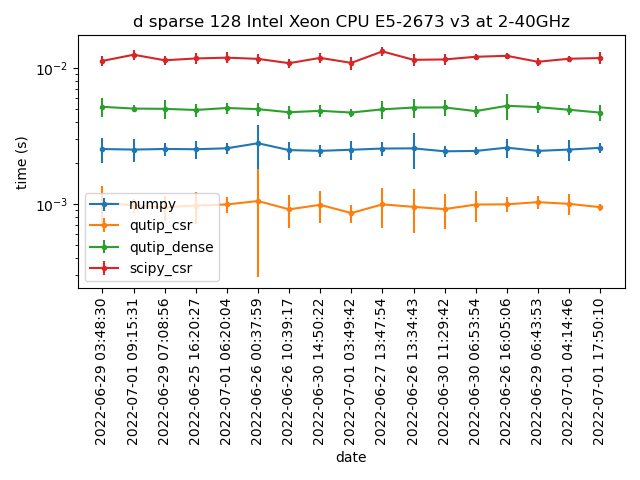 d sparse 128 Intel Xeon CPU E5-2673 v3 at 2-40GHz
time (s)
10⁻²
10⁻³
numpy
qutip_csr
qutip_dense
scipy_csr
2022-06-29 03:48:30
2022-07-01 09:15:31
2022-06-29 07:08:56
2022-06-25 16:20:27
2022-07-01 06:20:04
2022-06-26 00:37:59
2022-06-26 10:39:17
2022-06-30 14:50:22
2022-07-01 03:49:42
2022-06-27 13:47:54
2022-06-26 13:34:43
2022-06-30 11:29:42
2022-06-30 06:53:54
2022-06-26 16:05:06
2022-06-29 06:43:53
2022-07-01 04:14:46
2022-07-01 17:50:10
date